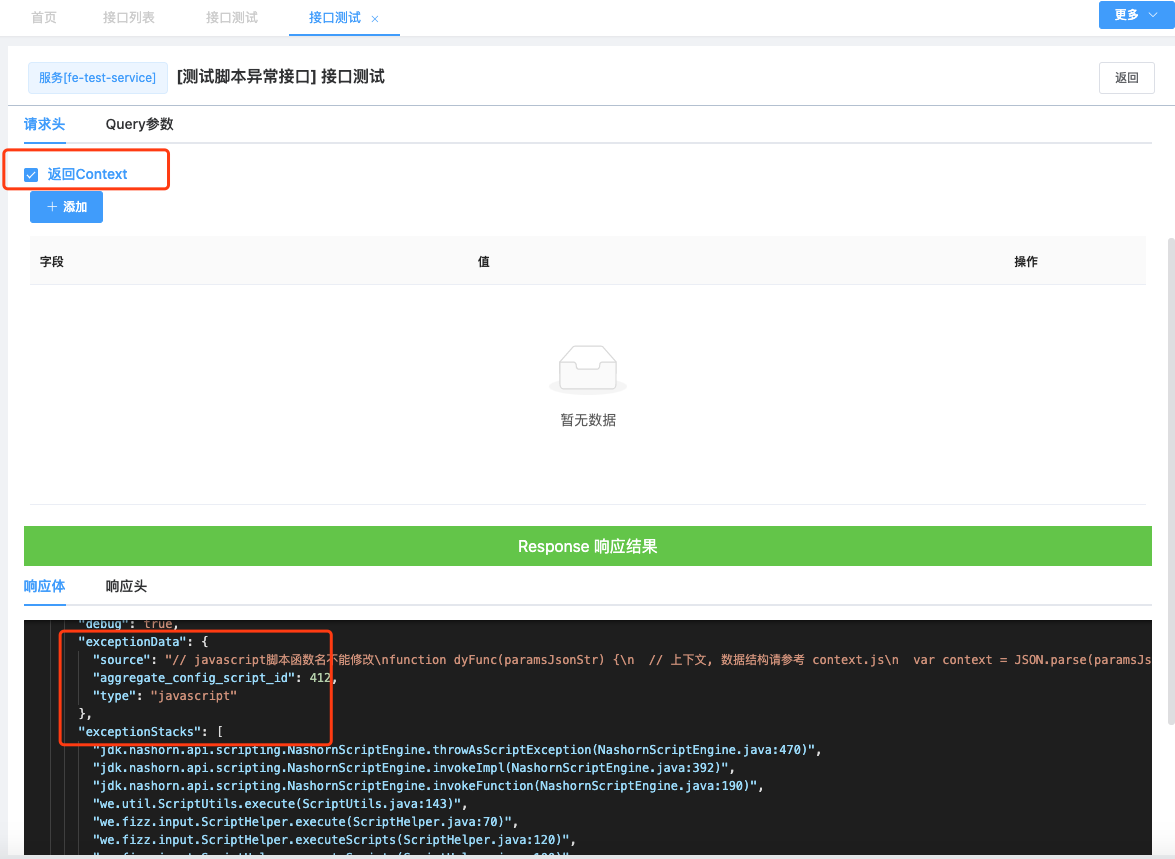 首页 接口列表 接口测试 接口测试 × 更多
服务[fe-test-service] [测试脚本异常接口] 接口测试 返回
请求头 Query参数
返回Context
+ 添加
字段 值 操作
暂无数据
Response 响应结果
响应体 响应头
"debug": true,
"exceptionData": {
"source": "// javascript脚本函数名不能修改\nfunction dyFunc(paramsJsonStr) {\n  // 上下文, 数据结构请参考 context.js\n  var context = JSON.parse(paramsJs
"aggregate_config_script_id": 412,
"type": "javascript"
},
"exceptionStacks": [
"jdk.nashorn.api.scripting.NashornScriptEngine.throwAsScriptException(NashornScriptEngine.java:470)",
"jdk.nashorn.api.scripting.NashornScriptEngine.invokeImpl(NashornScriptEngine.java:392)",
"jdk.nashorn.api.scripting.NashornScriptEngine.invokeFunction(NashornScriptEngine.java:190)",
"we.util.ScriptUtils.execute(ScriptUtils.java:143)",
"we.fizz.input.ScriptHelper.execute(ScriptHelper.java:70)",
"we.fizz.input.ScriptHelper.executeScripts(ScriptHelper.java:120)",